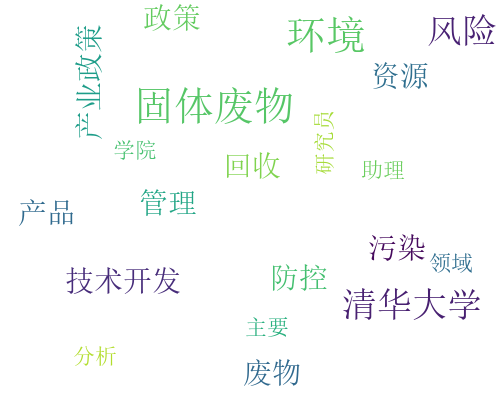 政策
环境
风险
产业政策
资源
固体废物
学院
回收
研究员
助理
产品
管理
污染
领域
技术开发
防控
清华大学
主要
分析
废物